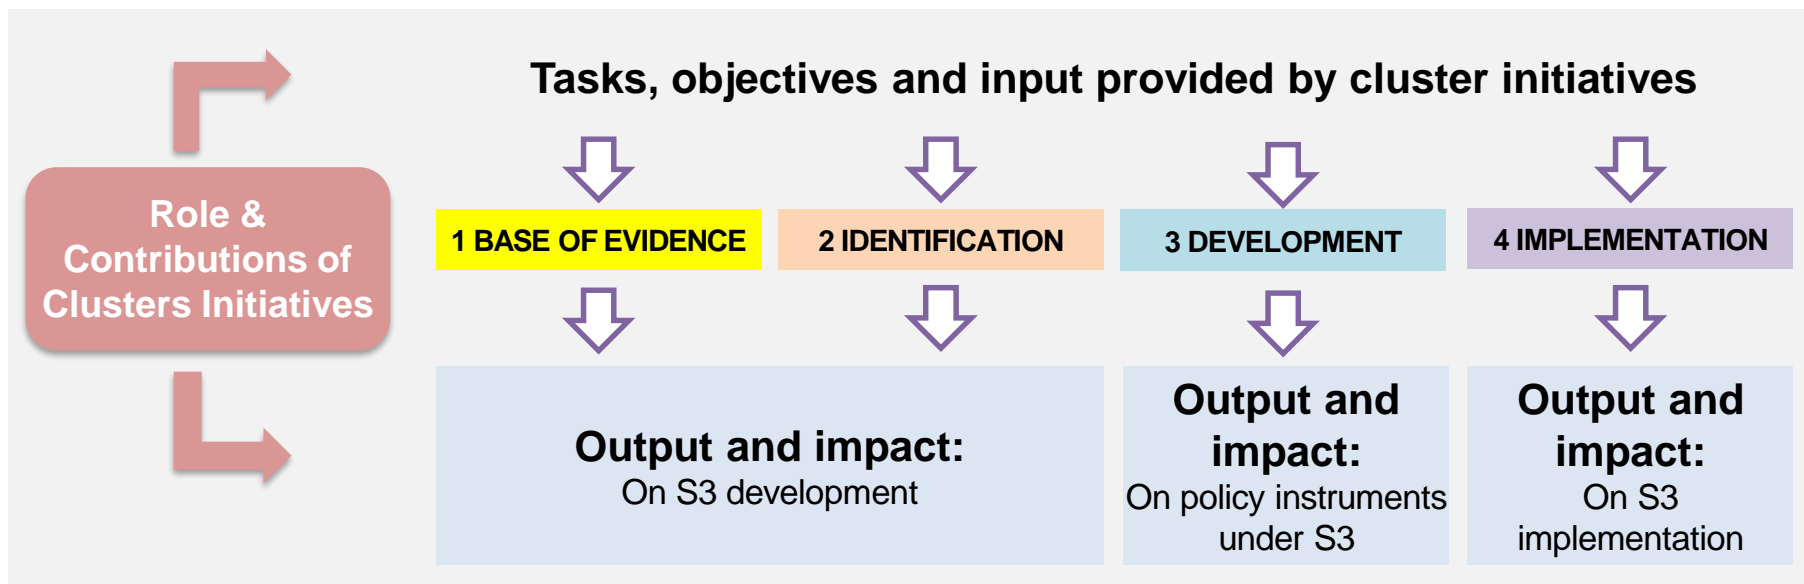 Tasks, objectives and input provided by cluster initiatives
Role &
Contributions of
Clusters Initiatives
1 BASE OF EVIDENCE
2 IDENTIFICATION
3 DEVELOPMENT
4 IMPLEMENTATION
Output and impact:
On S3 development
Output and
impact:
On policy instruments
under S3
Output and
impact:
On S3
implementation